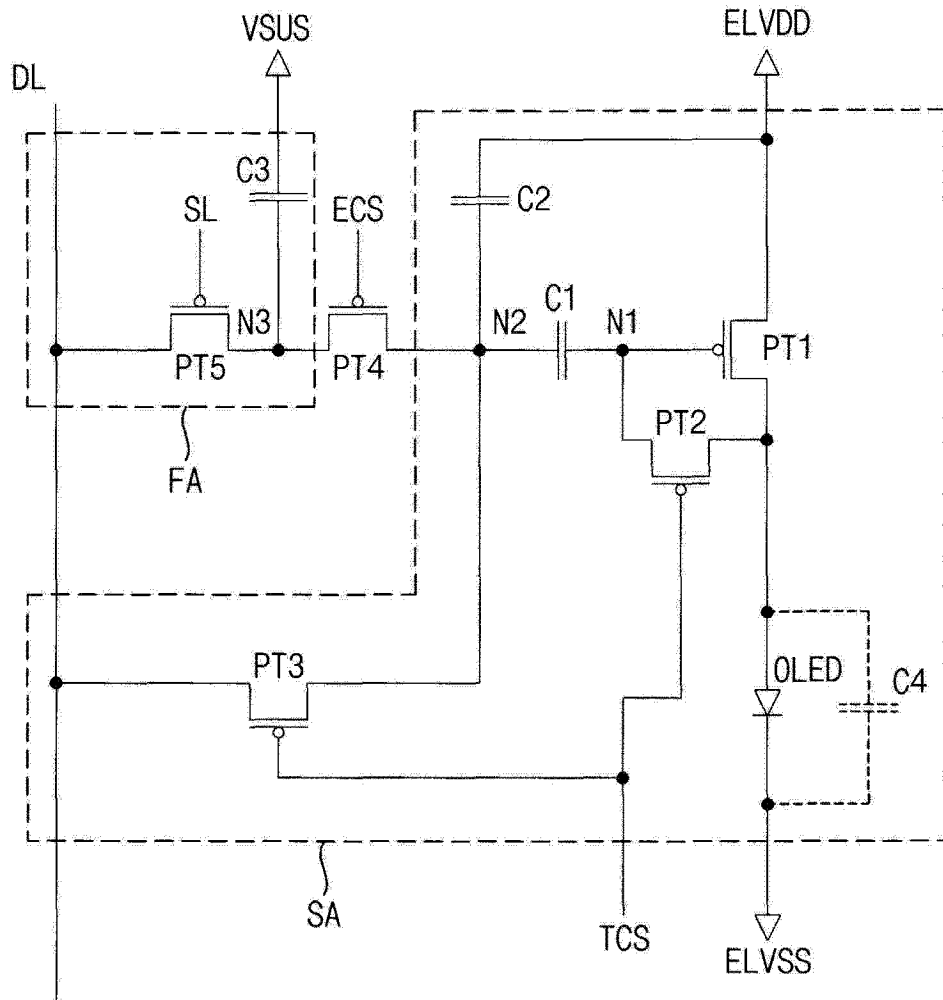 VSUS
ELVDD
DL
C3
C2
SL
ECS
C1
N3
N2
N1
PT5
PT4
PT1
PT2
FA
PT3
OLED
C4
SA
TCS
ELVSS